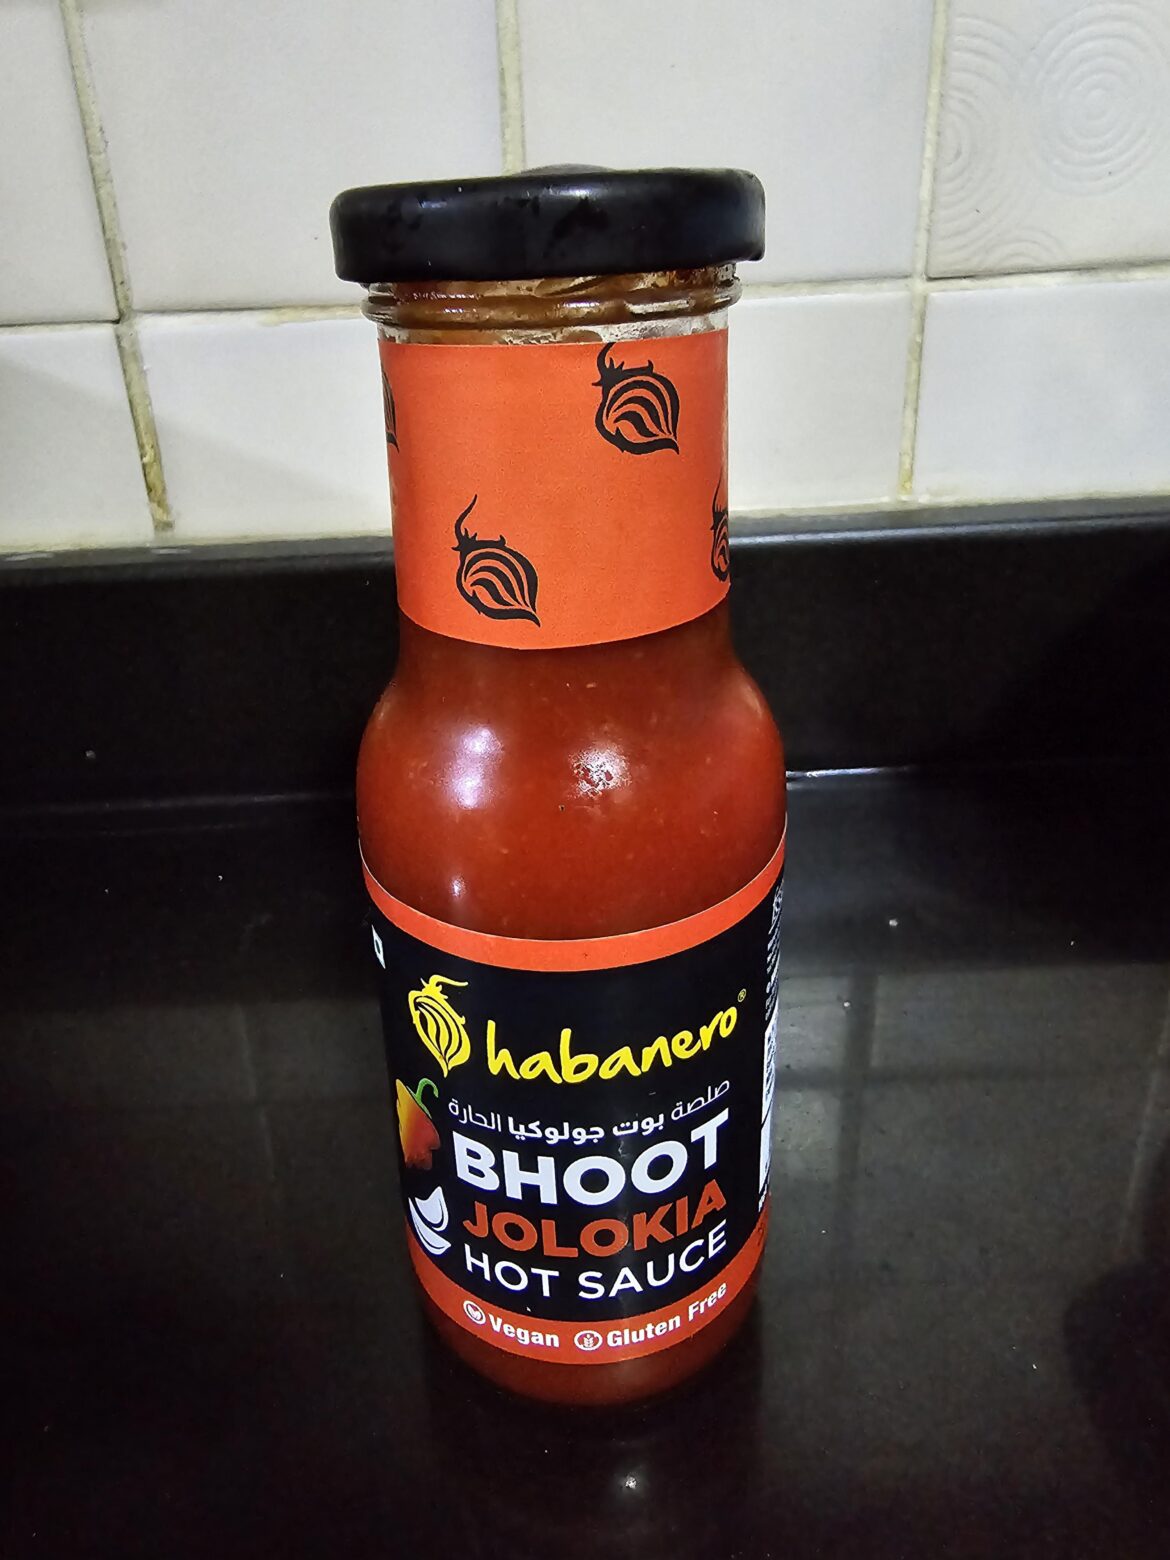 habanero®
صلصة بوت جولوكيا الحارة
BHOOT
JOLOKIA
HOT SAUCE
Vegan Gluten Free